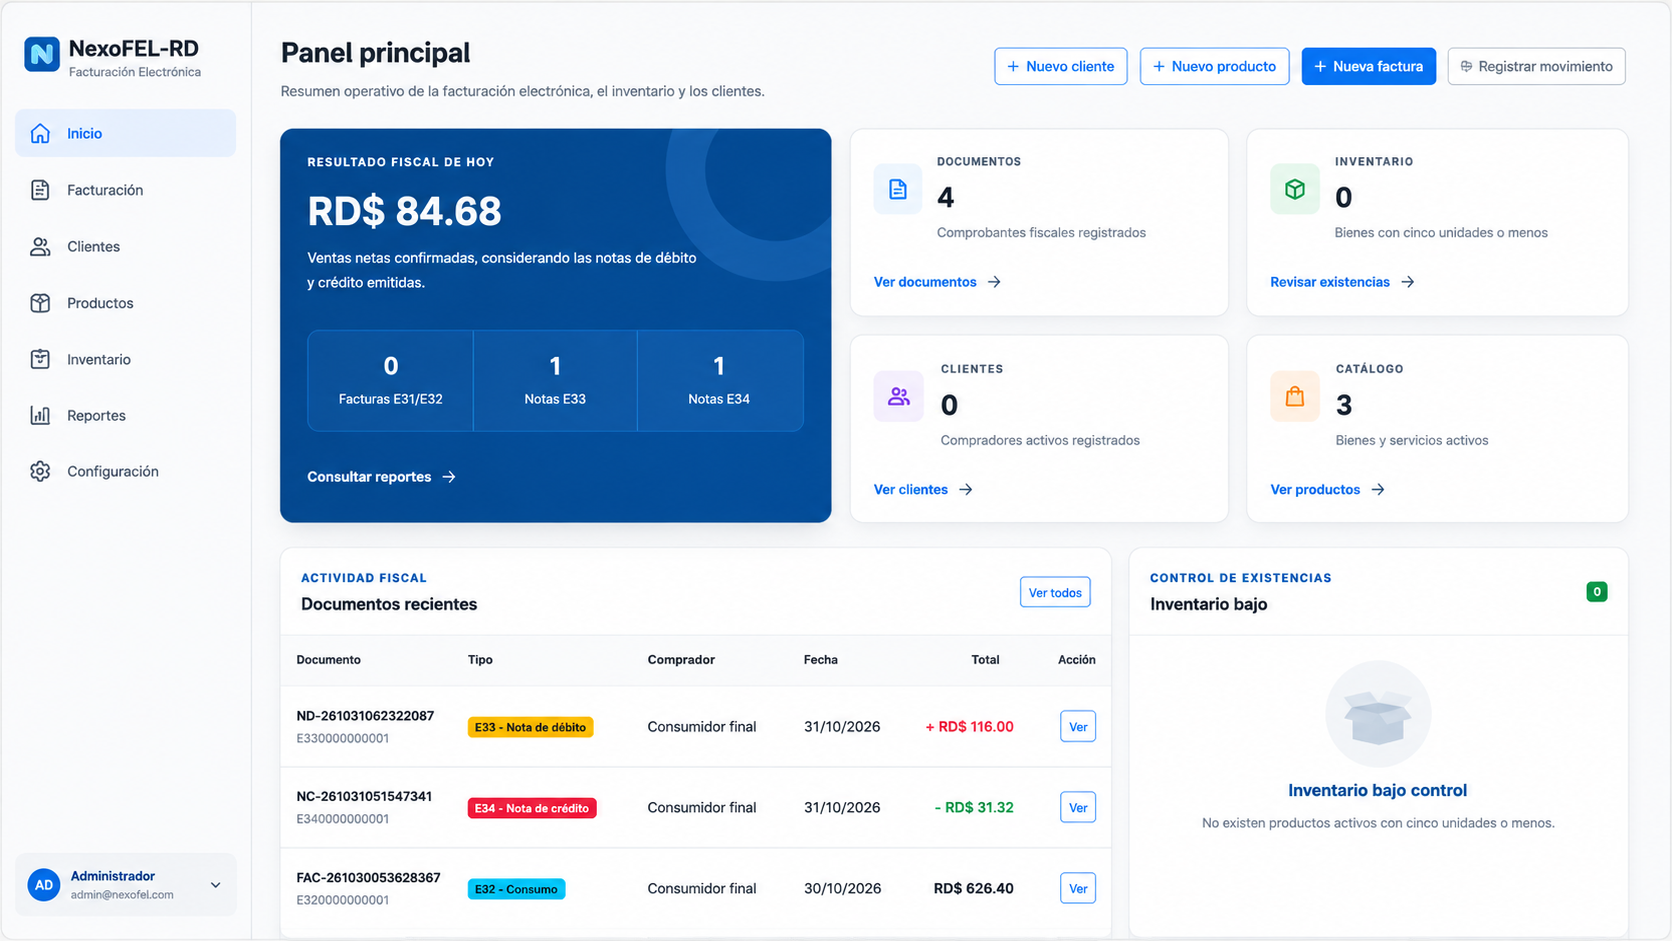 NexoFEL-RD
Facturación Electrónica
Inicio
Facturación
Clientes
Productos
Inventario
Reportes
Configuración
AD
Administrador
admin@nexofel.com
Panel principal
Resumen operativo de la facturación electrónica, el inventario y los clientes.
+ Nuevo cliente
+ Nuevo producto
+ Nueva factura
Registrar movimiento
RESULTADO FISCAL DE HOY
RD$ 84.68
Ventas netas confirmadas, considerando las notas de débito
y crédito emitidas.
0
Facturas E31/E32
1
Notas E33
1
Notas E34
Consultar reportes →
DOCUMENTOS
4
Comprobantes fiscales registrados
Ver documentos →
INVENTARIO
0
Bienes con cinco unidades o menos
Revisar existencias →
CLIENTES
0
Compradores activos registrados
Ver clientes →
CATÁLOGO
3
Bienes y servicios activos
Ver productos →
ACTIVIDAD FISCAL
Documentos recientes
Ver todos
Documento Tipo Comprador Fecha Total Acción
ND-261031062322087
E330000000001
E33 - Nota de débito
Consumidor final
31/10/2026
+ RD$ 116.00
Ver
NC-261031051547341
E340000000001
E34 - Nota de crédito
Consumidor final
31/10/2026
- RD$ 31.32
Ver
FAC-261030053628367
E320000000001
E32 - Consumo
Consumidor final
30/10/2026
RD$ 626.40
Ver
CONTROL DE EXISTENCIAS
Inventario bajo
0
Inventario bajo control
No existen productos activos con cinco unidades o menos.